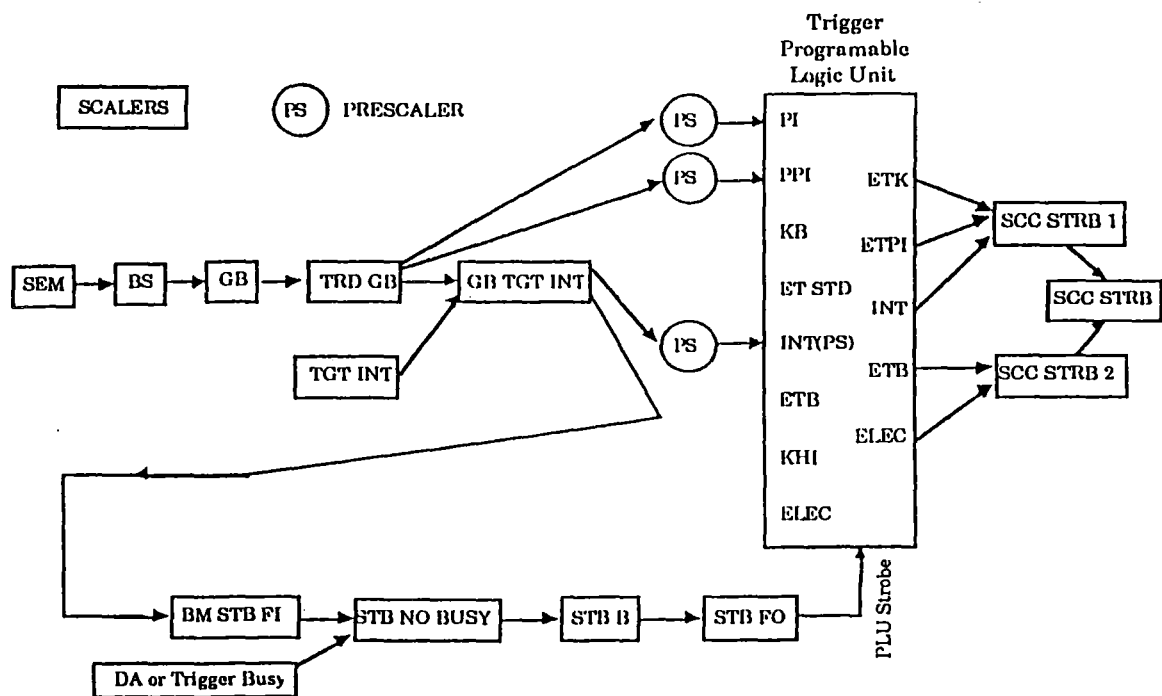 Trigger
Programable
Logic Unit
SCALERS
PS
PRESCALER
PS
PI
PS
PPI
ETK
KB
SCC STRB 1
ETPI
SEM
BS
GB
TRD GB
GB TGT INT
ET STD
INT
SCC STRB
PS
INT(PS)
TGT INT
ETB
SCC STRB 2
ETB
ELEC
KHI
ELEC
PLU Strobe
BM STB FI
STB NO BUSY
STB B
STB FO
DA or Trigger Busy